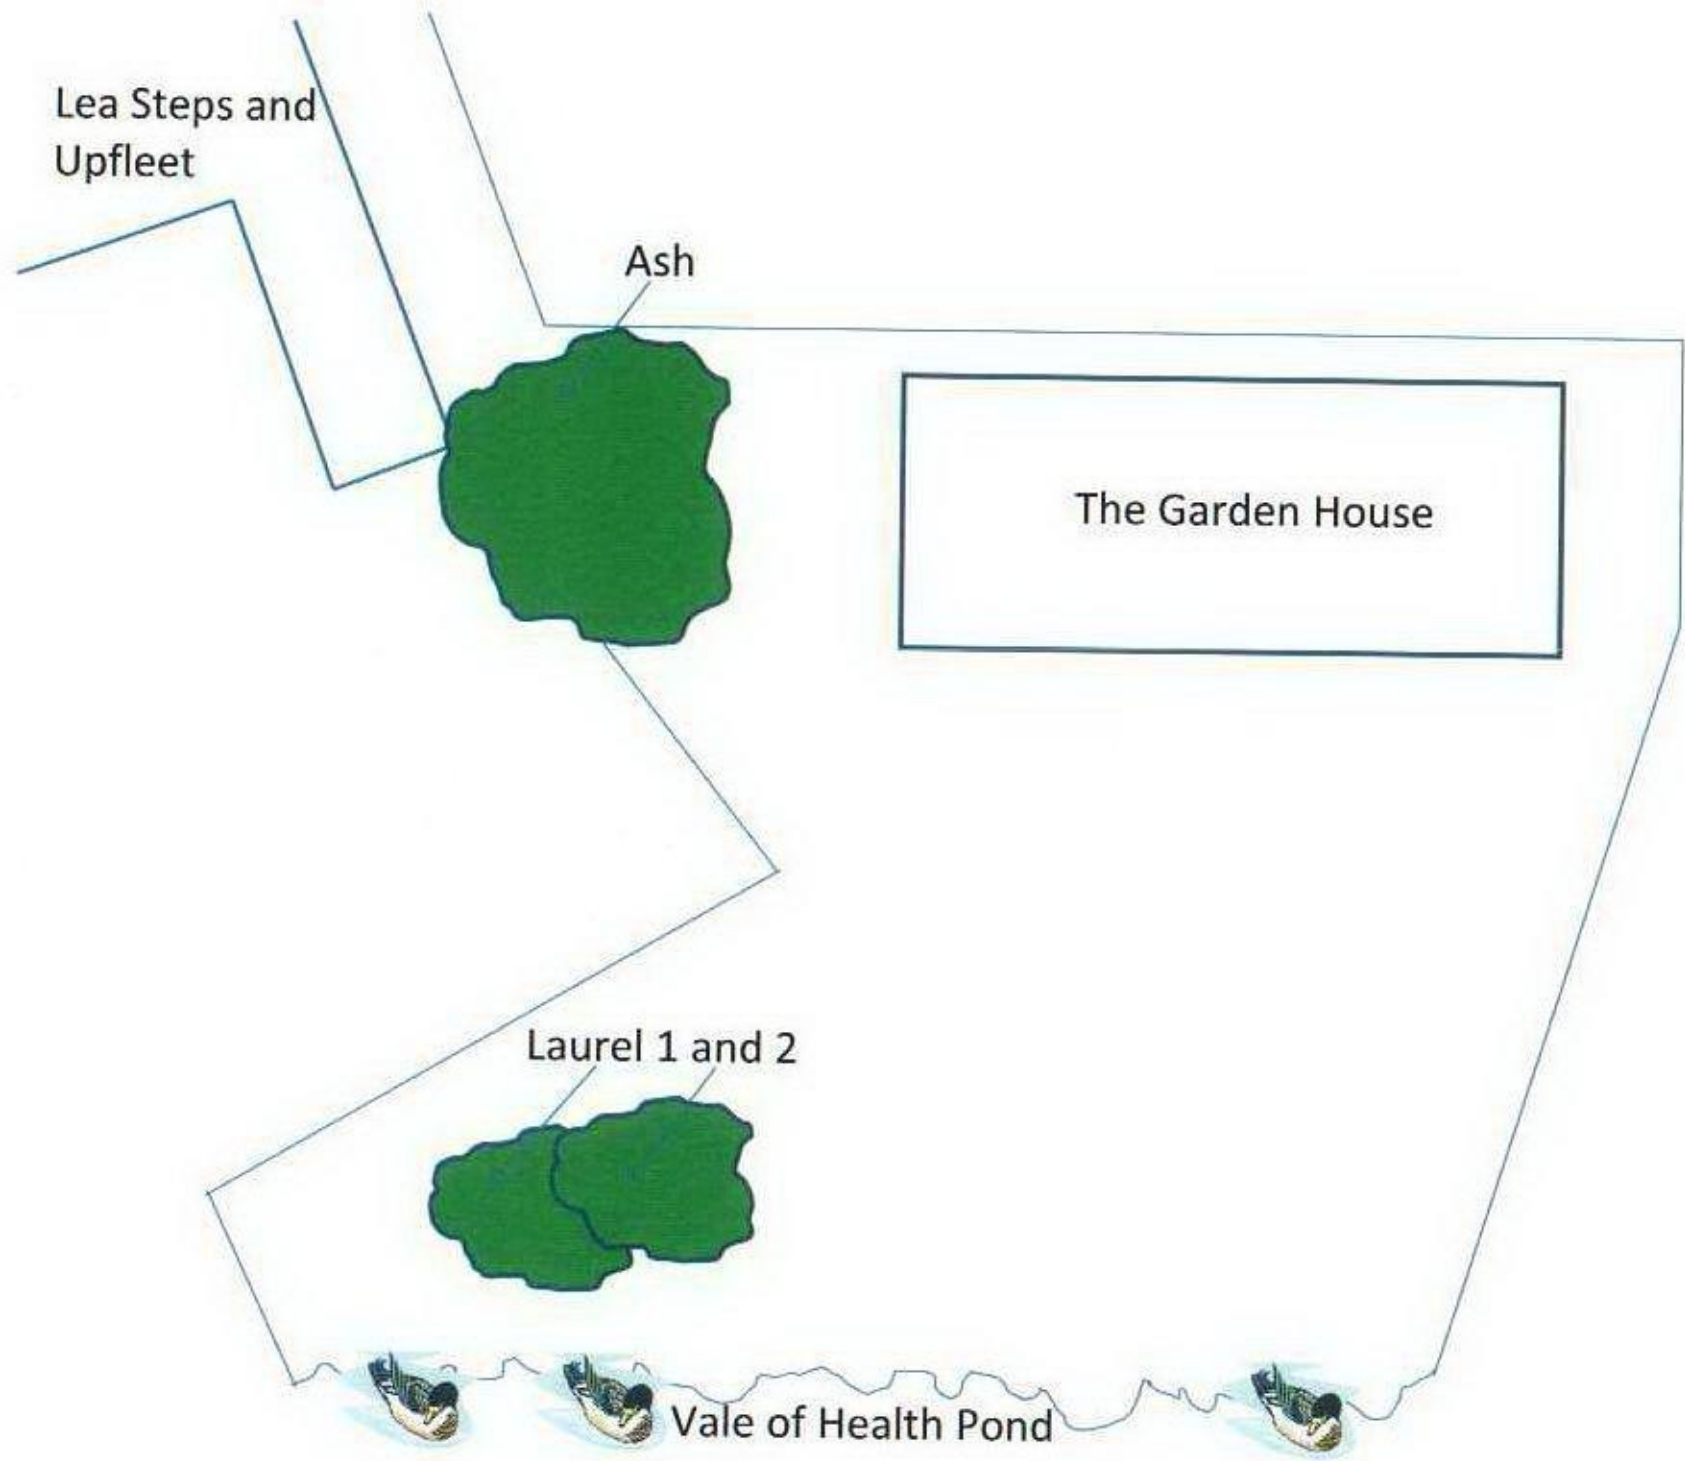 Lea Steps and
Upfleet
Ash
The Garden House
Laurel 1 and 2
Vale of Health Pond